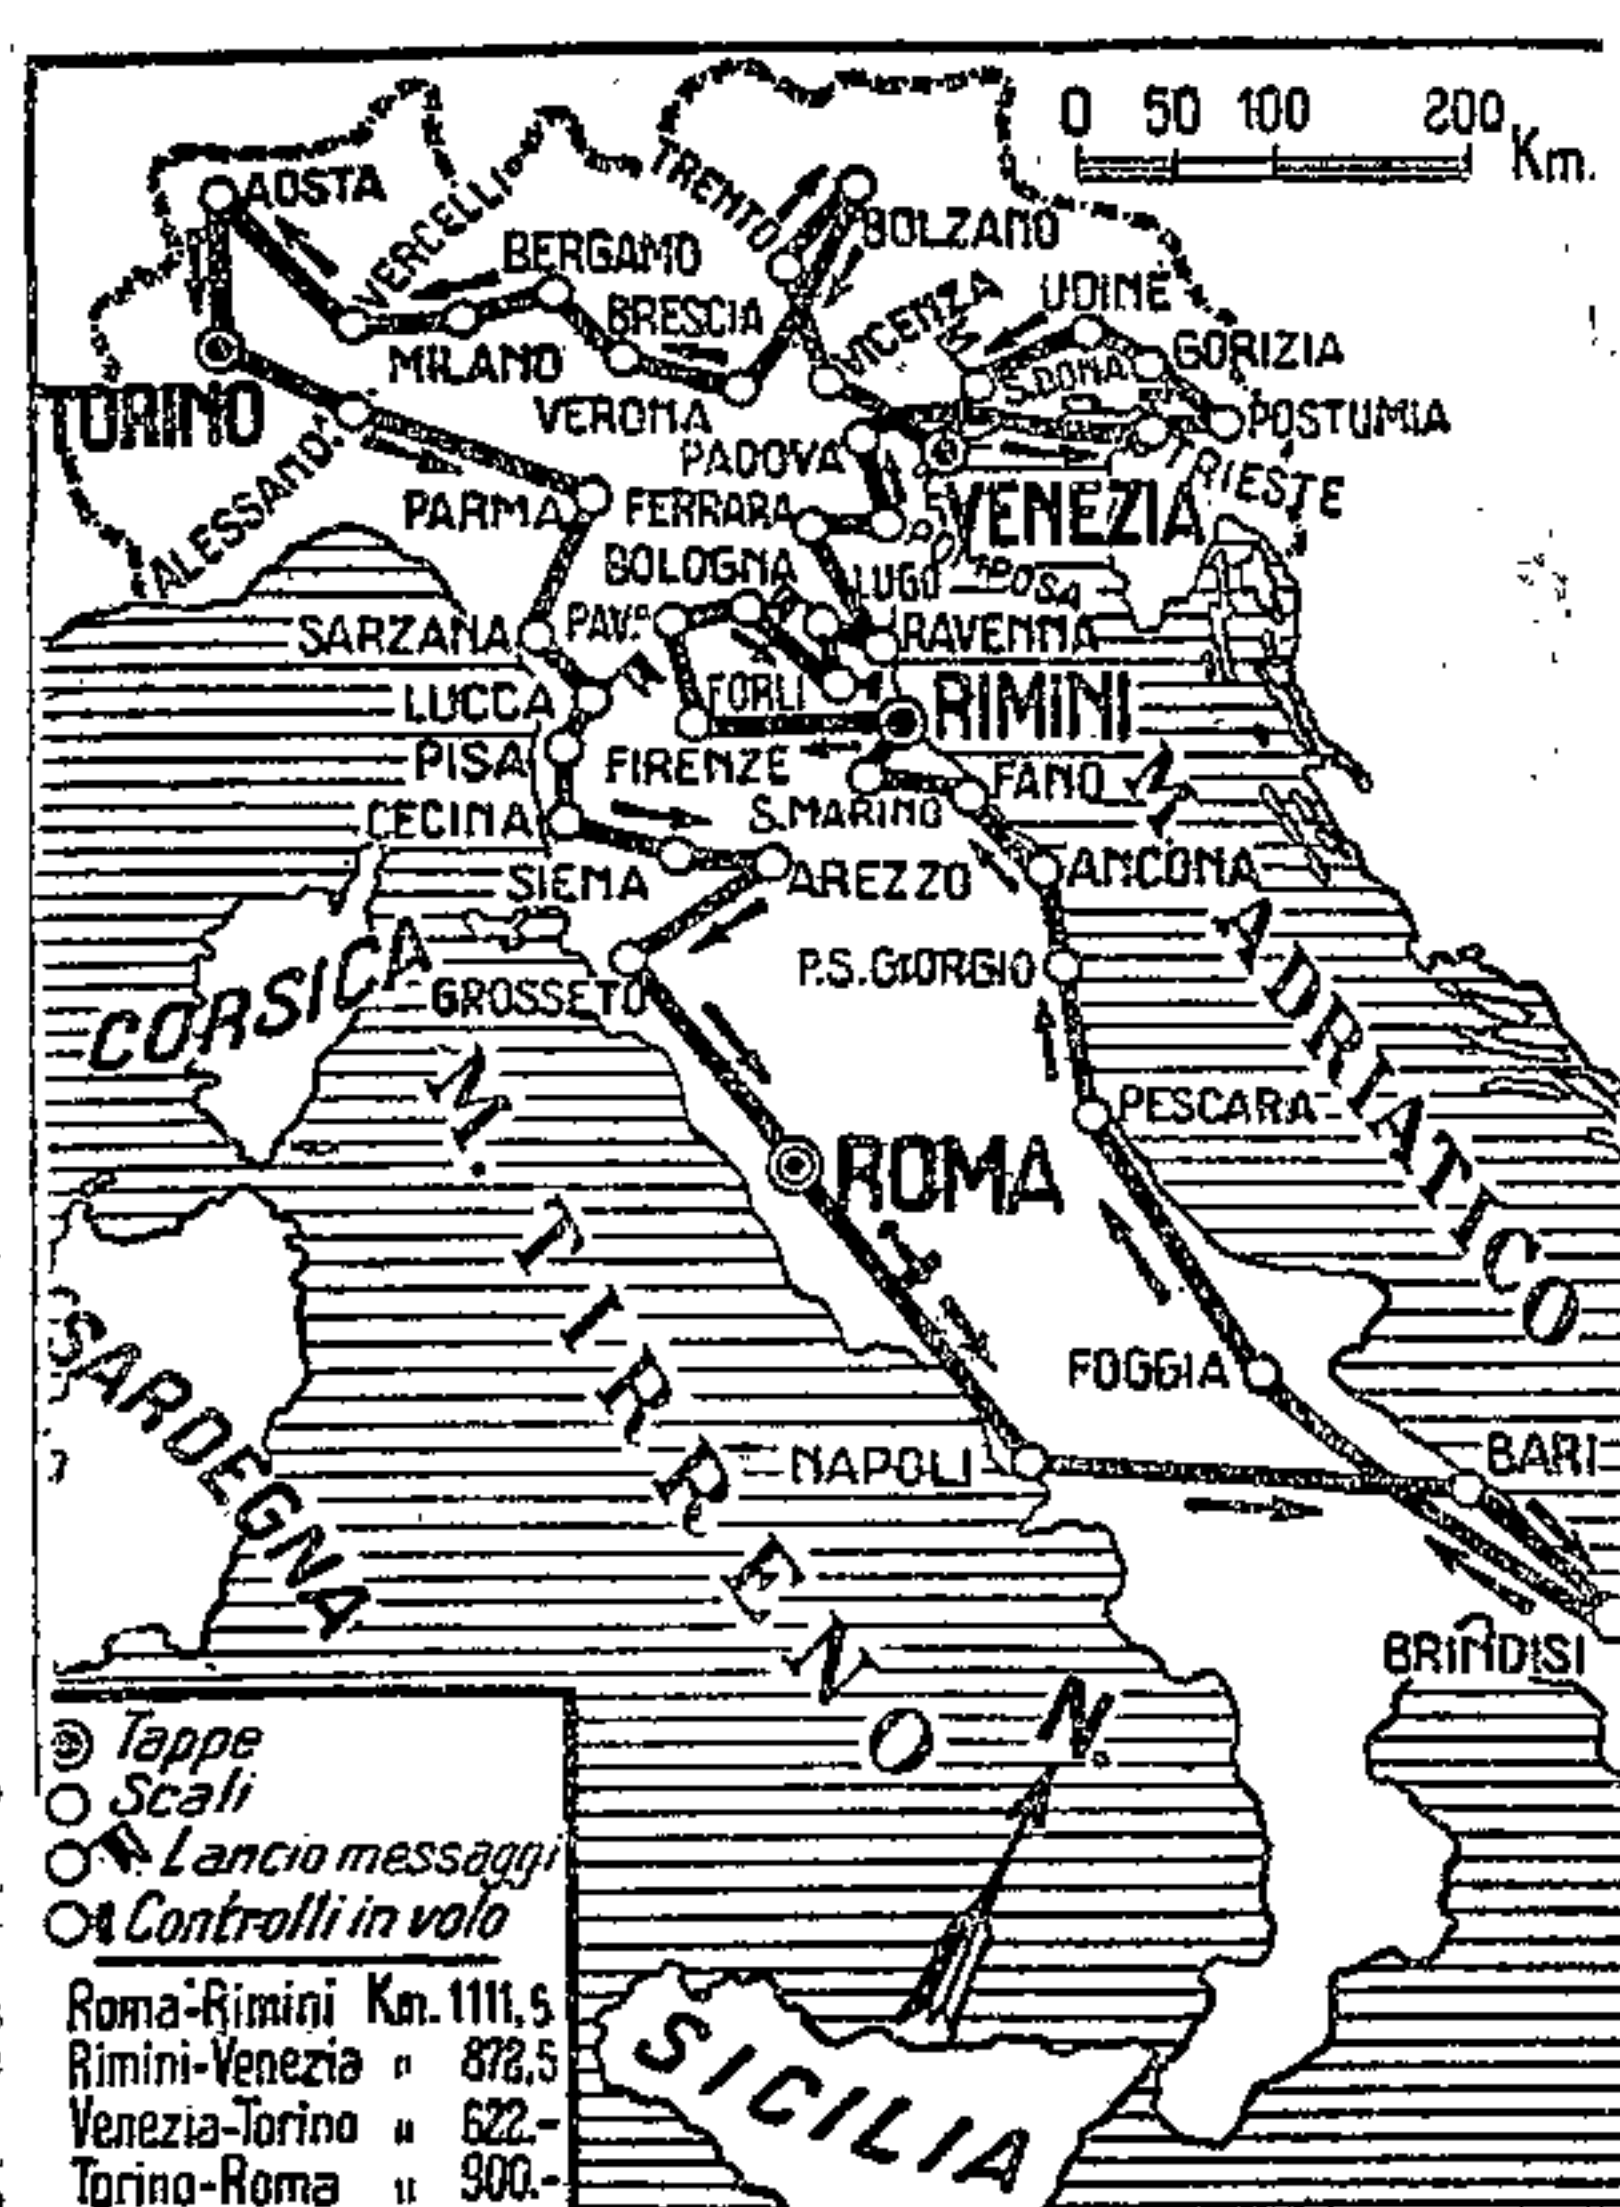 0 50 100 200 Km.
AOSTA
VERCELLI
TRENTO
BOLZANO
BERGAMO
BRESCIA
VICENZA
UDINE
GORIZIA
MILANO
S.DONA
TORINO
VERONA
POSTUMIA
PADOVA
TRIESTE
ALESSAND.
PARMA
FERRARA
VENEZIA
BOLOGNA
LUGO
SARZANA
PAV.
RAVENNA
LUCCA
FORLI
RIMINI
PISA
FIRENZE
FANO
CECINA
S.MARINO
ANCONA
SIENA
AREZZO
P.S.GIORGIO
CORSICA
GROSSETO
M. ADRIATICO
PESCARA
ROMA
M. TIRRENO
SARDEGNA
FOGGIA
NAPOLI
BARI
BRINDISI
N.
Tappe
Scali
Lancio messaggi
Controlli in volo
Roma-Rimini Km. 1111,5
Rimini-Venezia " 872,5
Venezia-Torino " 622.-
Torino-Roma " 900.-
SICILIA